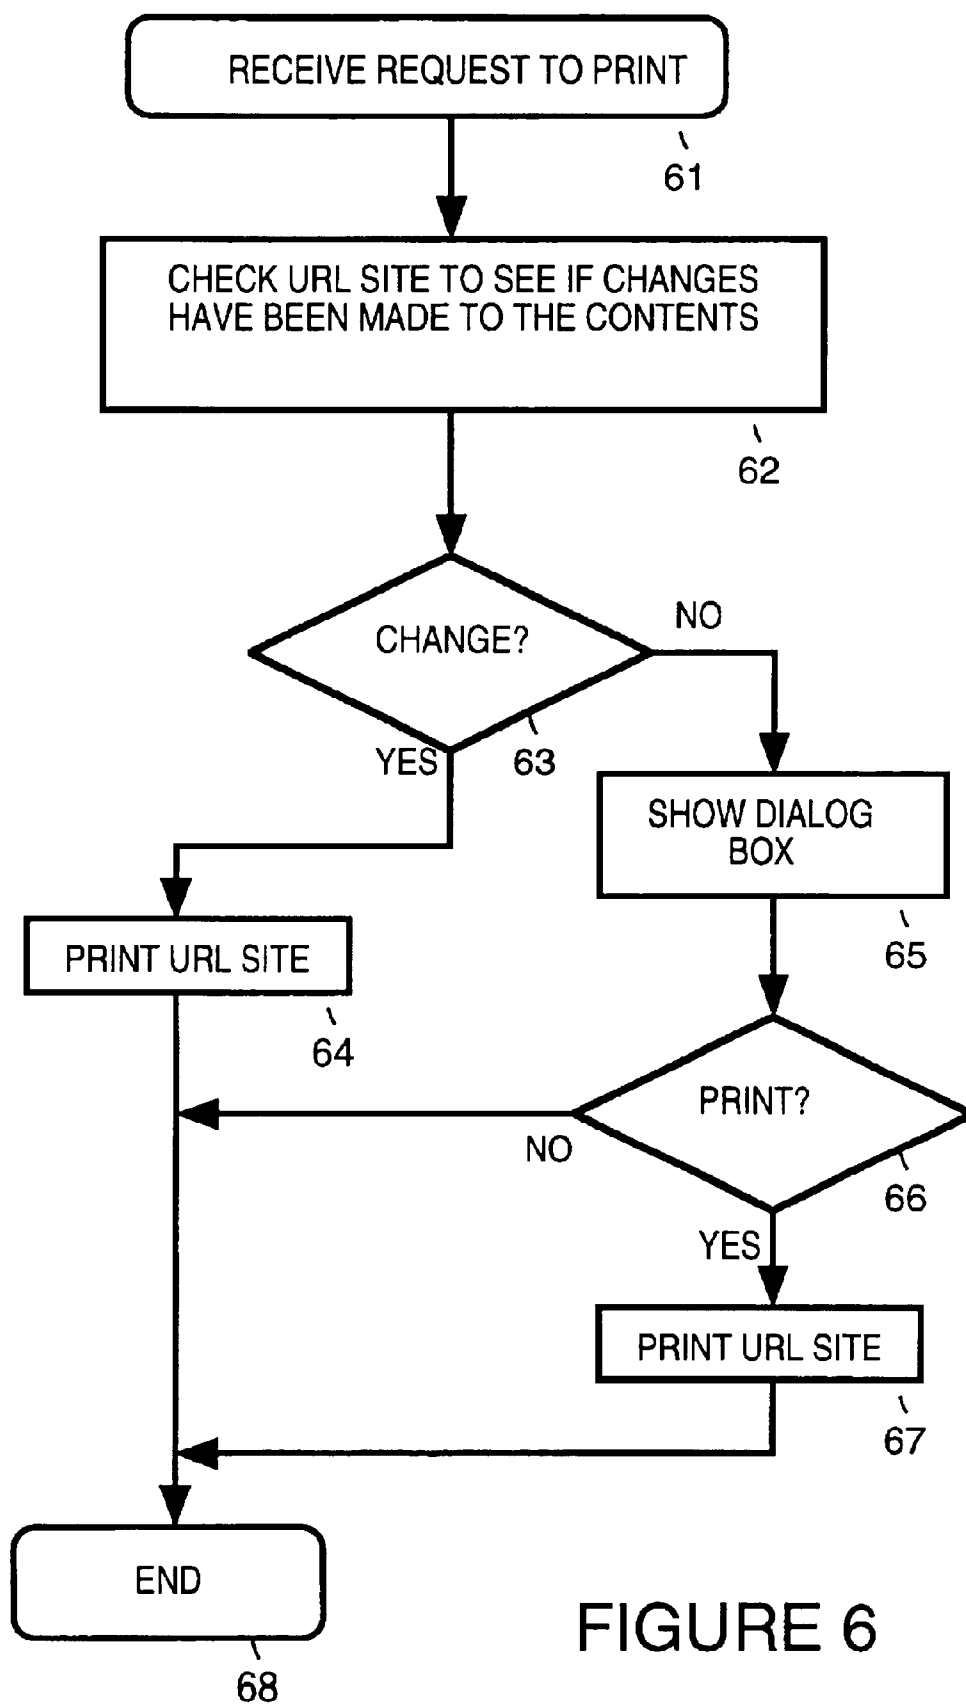 RECEIVE REQUEST TO PRINT
61
CHECK URL SITE TO SEE IF CHANGES
HAVE BEEN MADE TO THE CONTENTS
62
CHANGE?
NO
YES
63
SHOW DIALOG
BOX
65
PRINT URL SITE
64
PRINT?
NO
66
YES
PRINT URL SITE
67
END
68
FIGURE 6